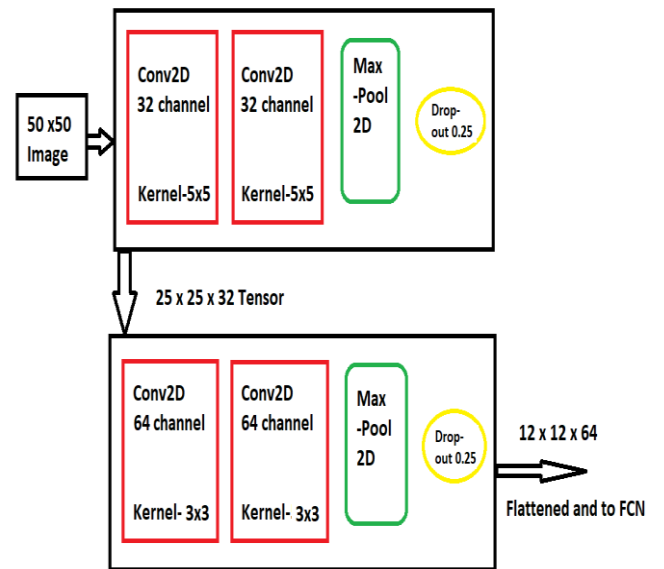 50 x50
Image
Conv2D
32 channel
Kernel-5x5
Conv2D
32 channel
Kernel-5x5
Max
-Pool
2D
Drop-
out 0.25
25 x 25 x 32 Tensor
Conv2D
64 channel
Kernel- 3x3
Conv2D
64 channel
Kernel- 3x3
Max
-Pool
2D
Drop-
out 0.25
12 x 12 x 64
Flattened and to FCN